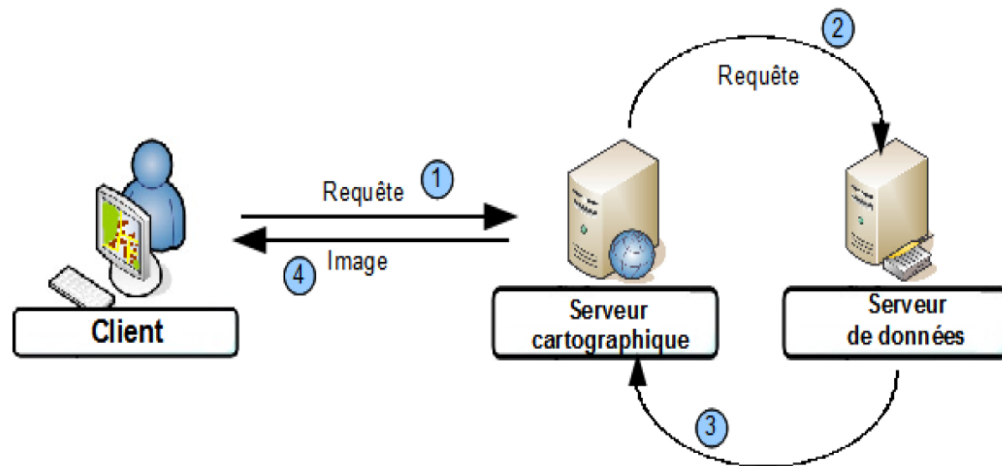 2
Requête
1
Requête
4
Image
Client
Serveur
cartographique
Serveur
de données
3